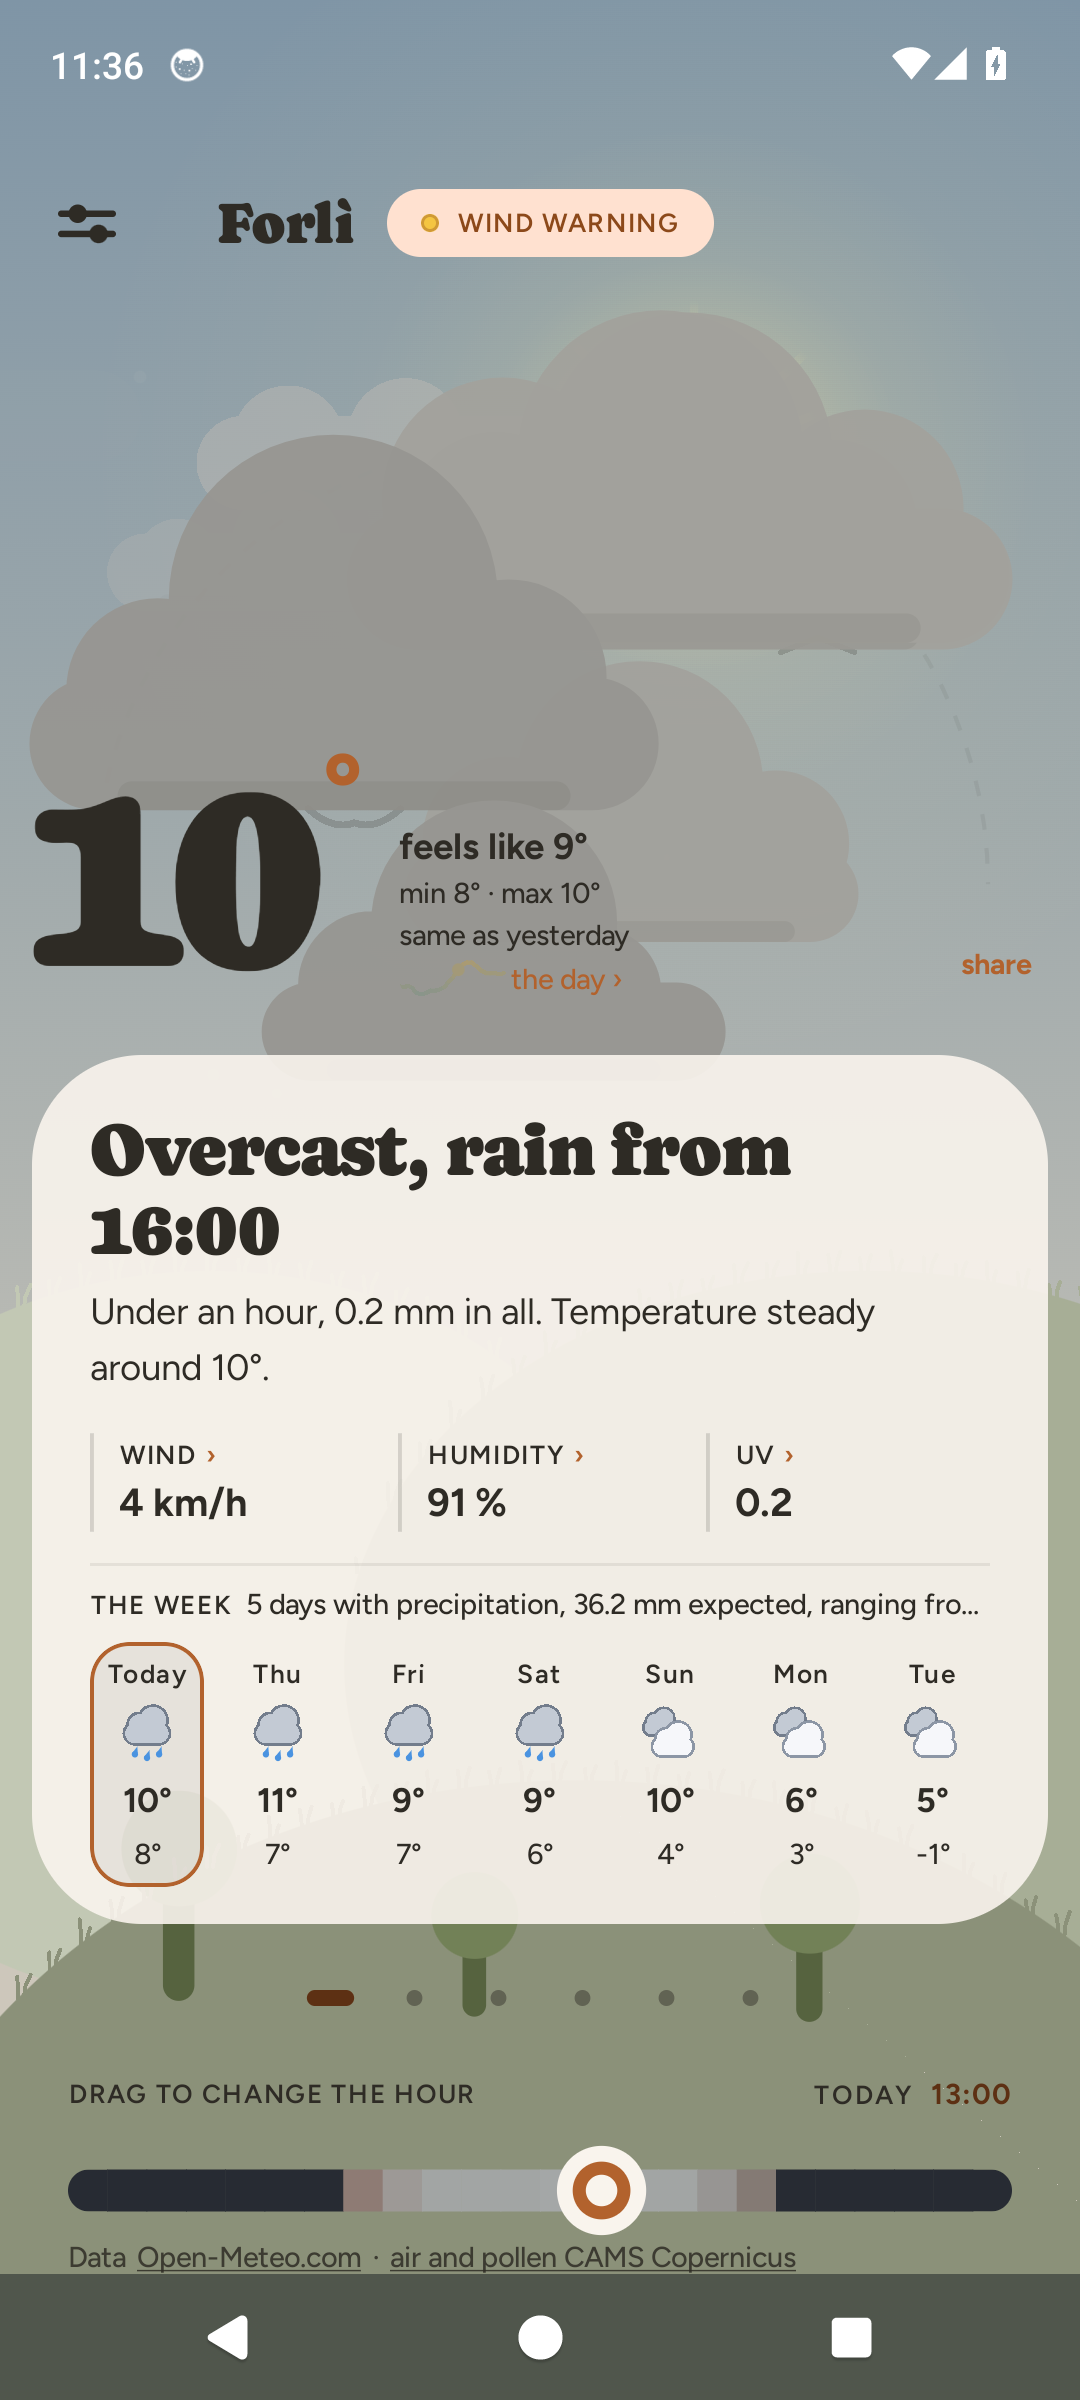 11:36
Forlì
WIND WARNING
10°
feels like 9°
min 8° · max 10°
same as yesterday
the day ›
share
Overcast, rain from
16:00
Under an hour, 0.2 mm in all. Temperature steady
around 10°.
WIND › HUMIDITY › UV ›
4 km/h 91 % 0.2
THE WEEK 5 days with precipitation, 36.2 mm expected, ranging fro…
Today Thu Fri Sat Sun Mon Tue
10° 11° 9° 9° 10° 6° 5°
8° 7° 7° 6° 4° 3° -1°
DRAG TO CHANGE THE HOUR TODAY 13:00
Data Open-Meteo.com · air and pollen CAMS Copernicus